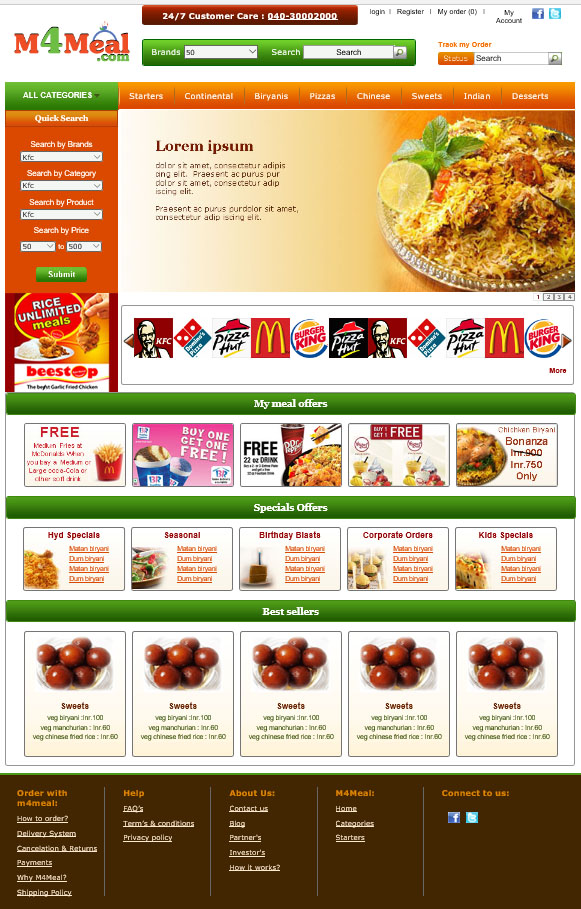 M4Meal
.com
24/7 Customer Care : 040-30002000
login | Register | My order (0) | My Account
Brands 50 Search Search
Track my Order
Status Search
ALL CATEGORIES
Starters Continental Biryanis Pizzas Chinese Sweets Indian Desserts
Quick Search
Search by Brands
Kfc
Search by Category
Kfc
Search by Product
Kfc
Search by Price
50 to 500
Submit
Lorem ipsum
dolor sit amet, consectetur adipis
cing elit. Praesent ac purus pur
dolor sit amet, consectetur adip
iscing elit.
Praesent ac purus purdolor sit amet,
consectetur adip iscing elit.
1 2 3 4
RICE
UNLIMITED
meals
beestop
Garlic Fried Chicken
KFC
Domino's Pizza
Pizza Hut
M
BURGER KING
Pizza Hut
KFC
Domino's Pizza
Pizza Hut
M
BURGER KING
More
My meal offers
FREE
Medium Fries at
McDonalds When
you bay a Medium or
Large coca-Cola or
other soft drink
BR
BUY ONE
GET ONE
FREE !
BR
FREE
22 oz DRINK
Dr Pepper
BUY 1
GET 1
FREE
Chichken Biryani
Bonanza
Inr.900
Inr.750
Only
Specials Offers
Hyd Specials
Matan biryani
Dum biryani
Matan biryani
Dum biryani
Seasonal
Matan biryani
Dum biryani
Matan biryani
Dum biryani
Birthday Blasts
Matan biryani
Dum biryani
Matan biryani
Dum biryani
Corporate Orders
Matan biryani
Dum biryani
Matan biryani
Dum biryani
Kids Specials
Matan biryani
Dum biryani
Matan biryani
Dum biryani
Best sellers
Sweets
veg biryani :Inr.100
veg manchurian : Inr.60
veg chinese fried rice : Inr.60
Sweets
veg biryani :Inr.100
veg manchurian : Inr.60
veg chinese fried rice : Inr.60
Sweets
veg biryani :Inr.100
veg manchurian : Inr.60
veg chinese fried rice : Inr.60
Sweets
veg biryani :Inr.100
veg manchurian : Inr.60
veg chinese fried rice : Inr.60
Sweets
veg biryani :Inr.100
veg manchurian : Inr.60
veg chinese fried rice : Inr.60
Order with
m4meal:
How to order?
Delivery System
Cancelation & Returns
Payments
Why M4Meal?
Shipping Policy
Help
FAQ's
Term's & conditions
Privacy policy
About Us:
Contact us
Blog
Partner's
Investor's
How it works?
M4Meal:
Home
Categories
Starters
Connect to us: